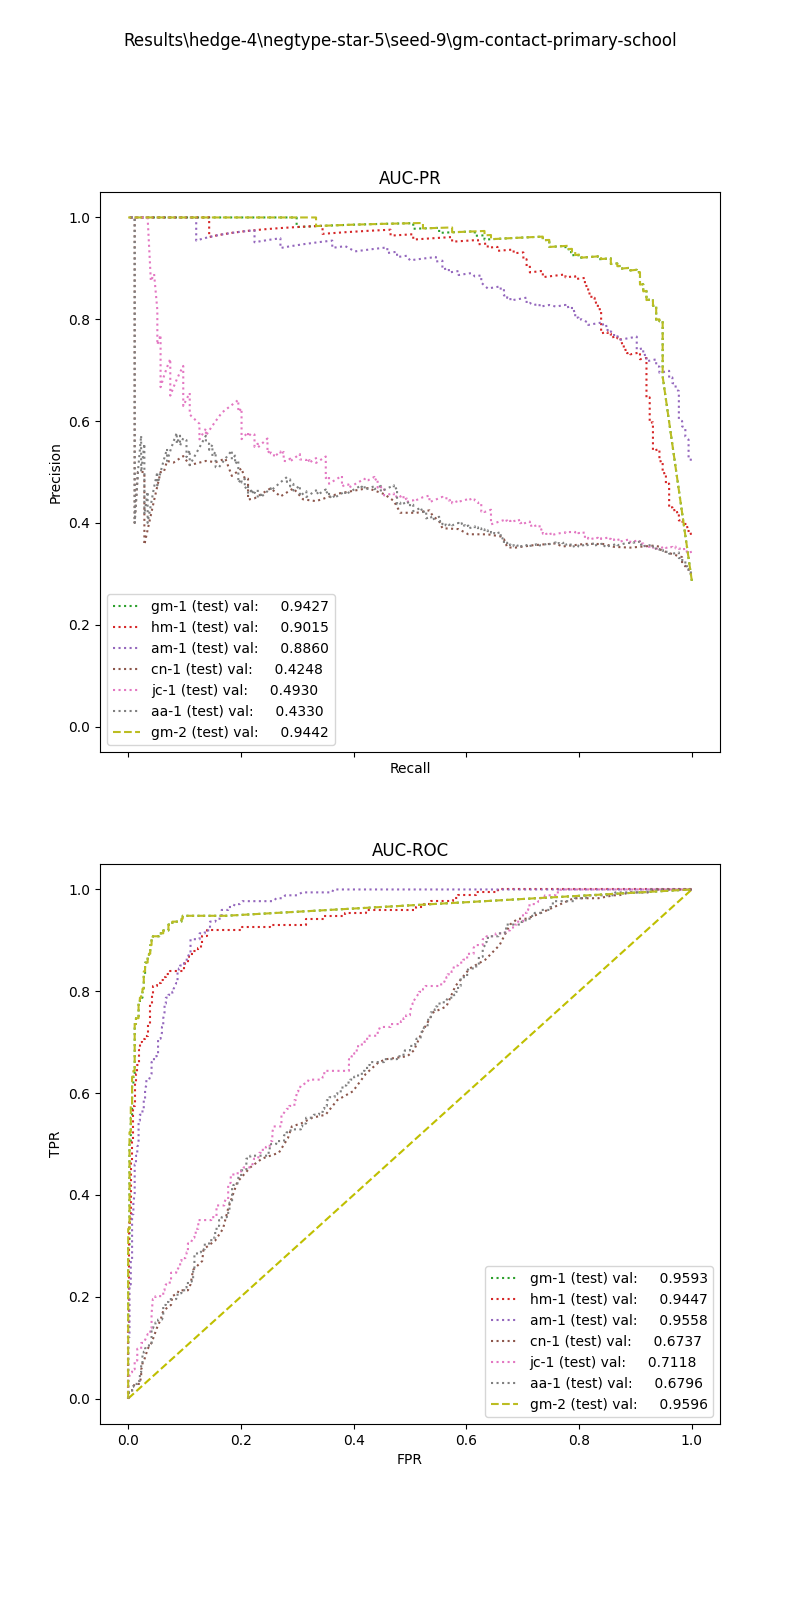 Results\hedge-4\negtype-star-5\seed-9\gm-contact-primary-school
AUC-PR
1.0
0.8
0.6
0.4
0.2
0.0
Precision
gm-1 (test) val: 0.9427
hm-1 (test) val: 0.9015
am-1 (test) val: 0.8860
cn-1 (test) val: 0.4248
jc-1 (test) val: 0.4930
aa-1 (test) val: 0.4330
gm-2 (test) val: 0.9442
Recall
AUC-ROC
1.0
0.8
0.6
0.4
0.2
0.0
TPR
gm-1 (test) val: 0.9593
hm-1 (test) val: 0.9447
am-1 (test) val: 0.9558
cn-1 (test) val: 0.6737
jc-1 (test) val: 0.7118
aa-1 (test) val: 0.6796
gm-2 (test) val: 0.9596
0.0 0.2 0.4 0.6 0.8 1.0
FPR